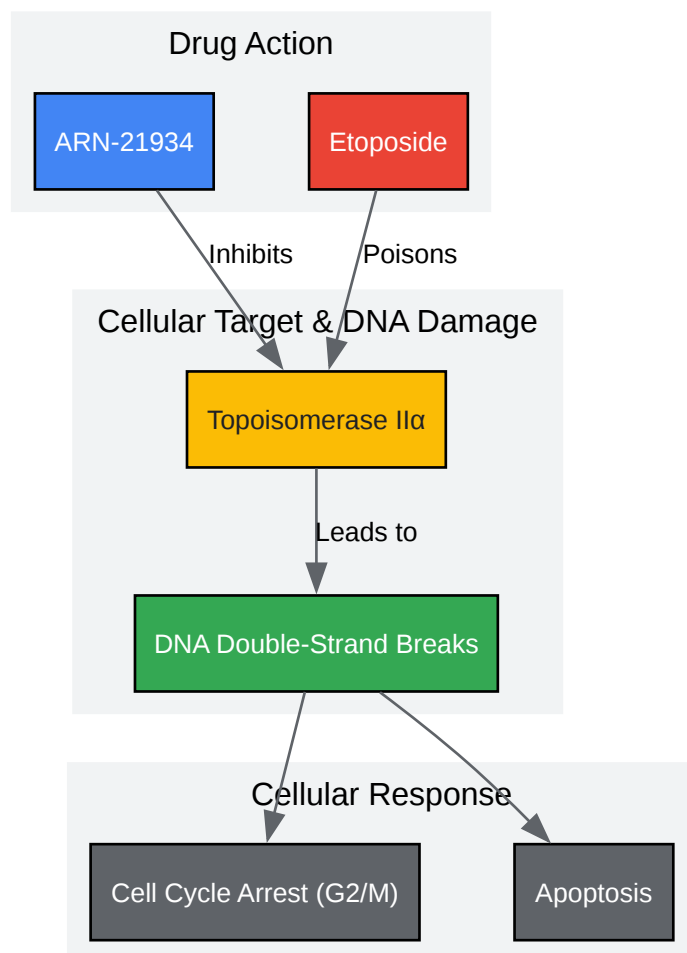 Drug Action
ARN-21934
Etoposide
Inhibits
Poisons
Cellular Target & DNA Damage
Topoisomerase IIα
Leads to
DNA Double-Strand Breaks
Cellular Response
Cell Cycle Arrest (G2/M)
Apoptosis